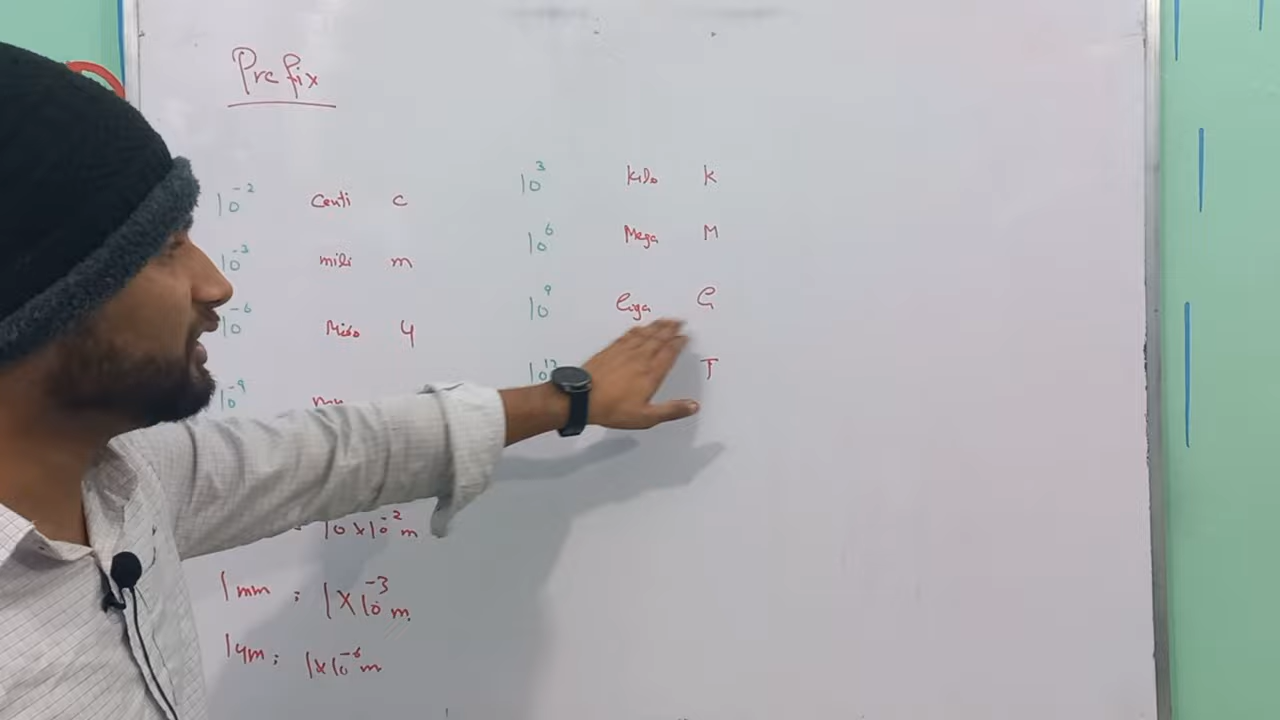 Prefix
10⁻² centi c
10⁻³ mili m
10⁻⁶ Micro μ
10⁻⁹
10³ kilo k
10⁶ Mega M
10⁹ Giga G
10¹² T
10×10⁻² m
1 mm : 1×10⁻³ m
1 μm : 1×10⁻⁶ m